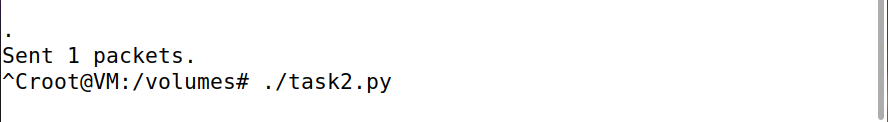 .
Sent 1 packets.
^Croot@VM:/volumes# ./task2.py